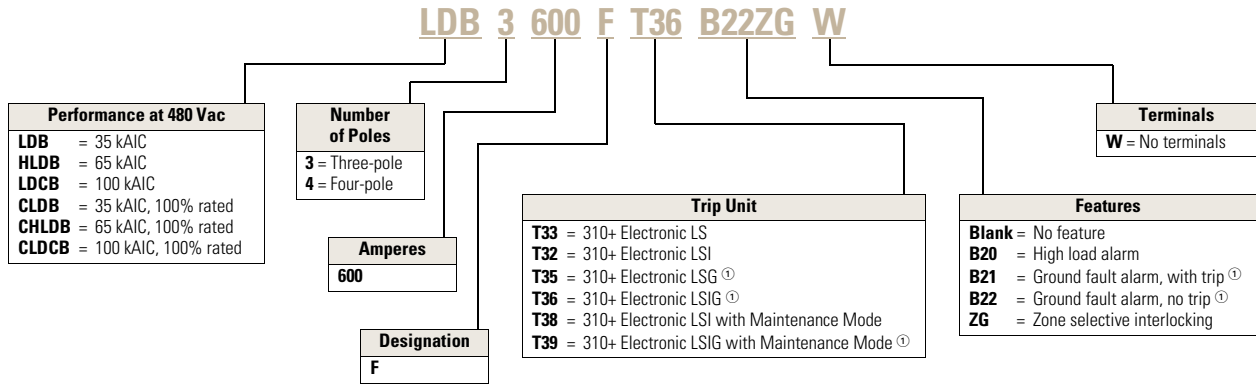 LDB 3 600 F T36 B22ZG W
Performance at 480 Vac
LDB = 35 kAIC
HLDB = 65 kAIC
LDCB = 100 kAIC
CLDB = 35 kAIC, 100% rated
CHLDB = 65 kAIC, 100% rated
CLDCB = 100 kAIC, 100% rated
Number
of Poles
3 = Three-pole
4 = Four-pole
Amperes
600
Designation
F
Trip Unit
T33 = 310+ Electronic LS
T32 = 310+ Electronic LSI
T35 = 310+ Electronic LSG ①
T36 = 310+ Electronic LSIG ①
T38 = 310+ Electronic LSI with Maintenance Mode
T39 = 310+ Electronic LSIG with Maintenance Mode ①
Features
Blank = No feature
B20 = High load alarm
B21 = Ground fault alarm, with trip ①
B22 = Ground fault alarm, no trip ①
ZG = Zone selective interlocking
Terminals
W = No terminals